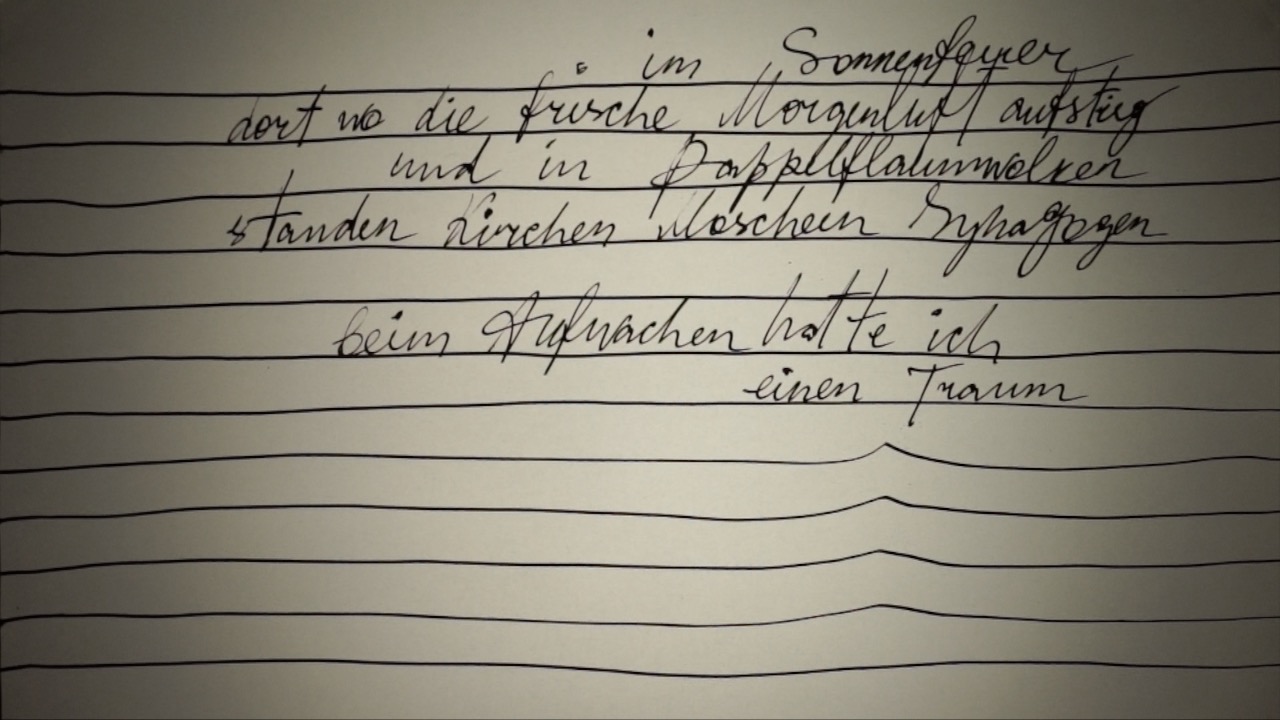 im Sonnenfeuer
dort wo die frische Morgenluft aufstieg
und in Pappelflaumwolken
standen Kirchen Moscheen Synagogen
beim Aufwachen hatte ich
einen Traum